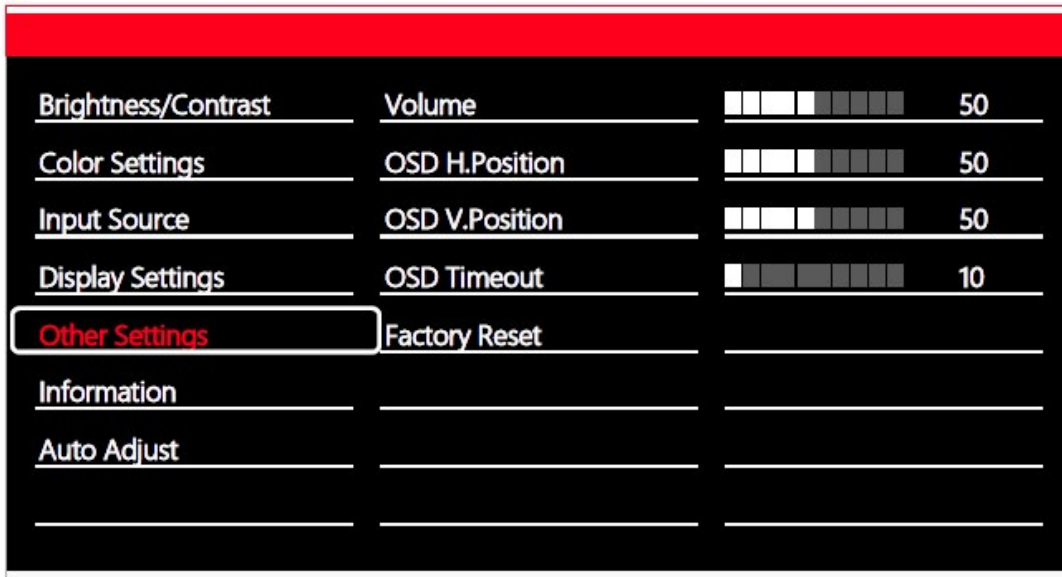 Brightness/Contrast Volume 50
Color Settings OSD H.Position 50
Input Source OSD V.Position 50
Display Settings OSD Timeout 10
Other Settings Factory Reset
Information
Auto Adjust